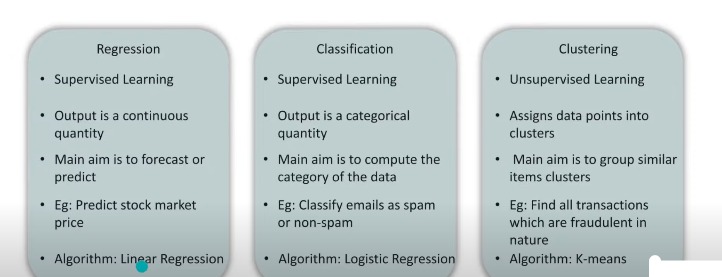 Regression
• Supervised Learning
• Output is a continuous
quantity
• Main aim is to forecast or
predict
• Eg: Predict stock market
price
• Algorithm: Linear Regression
Classification
• Supervised Learning
• Output is a categorical
quantity
• Main aim is to compute the
category of the data
• Eg: Classify emails as spam
or non-spam
• Algorithm: Logistic Regression
Clustering
• Unsupervised Learning
• Assigns data points into
clusters
• Main aim is to group similar
items clusters
• Eg: Find all transactions
which are fraudulent in
nature
• Algorithm: K-means